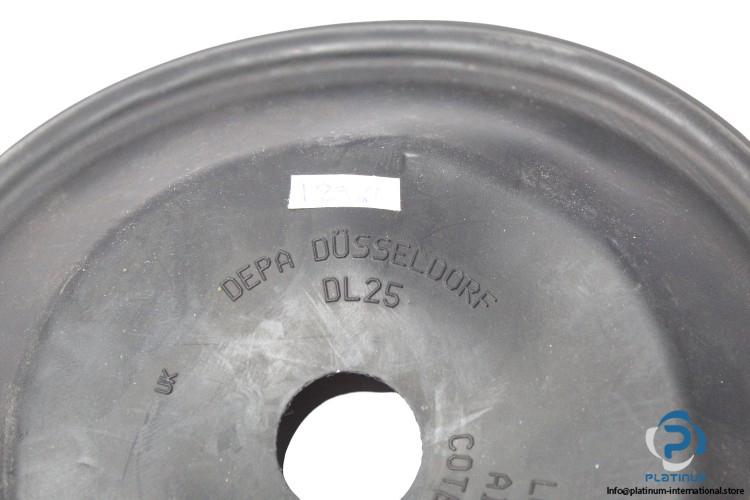 DEPA DÜSSELDORF
DL25
UK
PLATINUM
Info@platinum-international.store